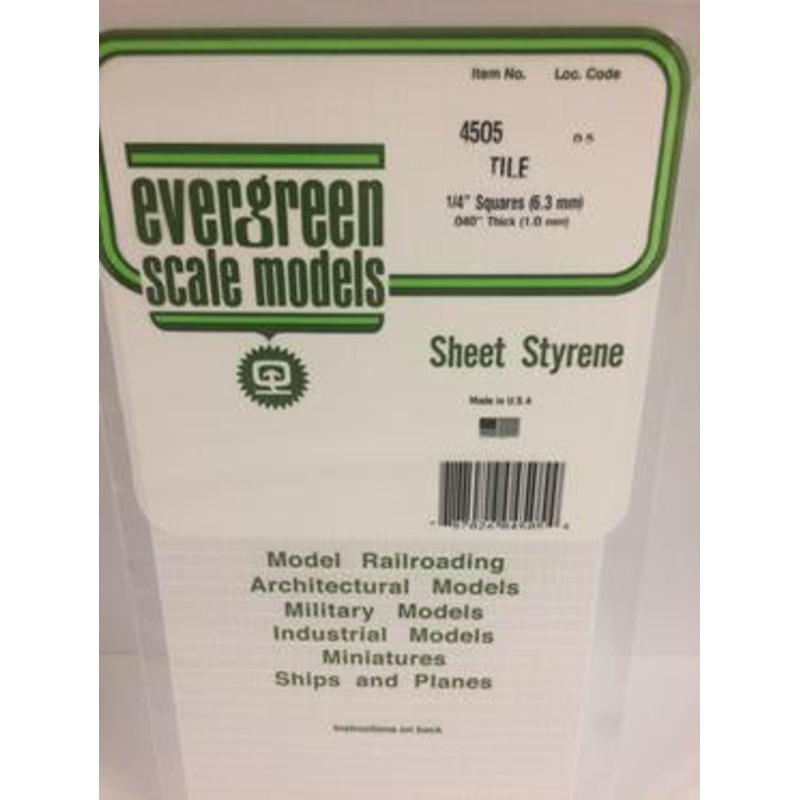 Item No. Loc. Code
4505 D 5
TILE
1/4" Squares (6.3 mm)
.040" Thick (1.0 mm)
evergreen
scale models
Sheet Styrene
Made in U.S.A
Model Railroading
Architectural Models
Military Models
Industrial Models
Miniatures
Ships and Planes
Instructions on back